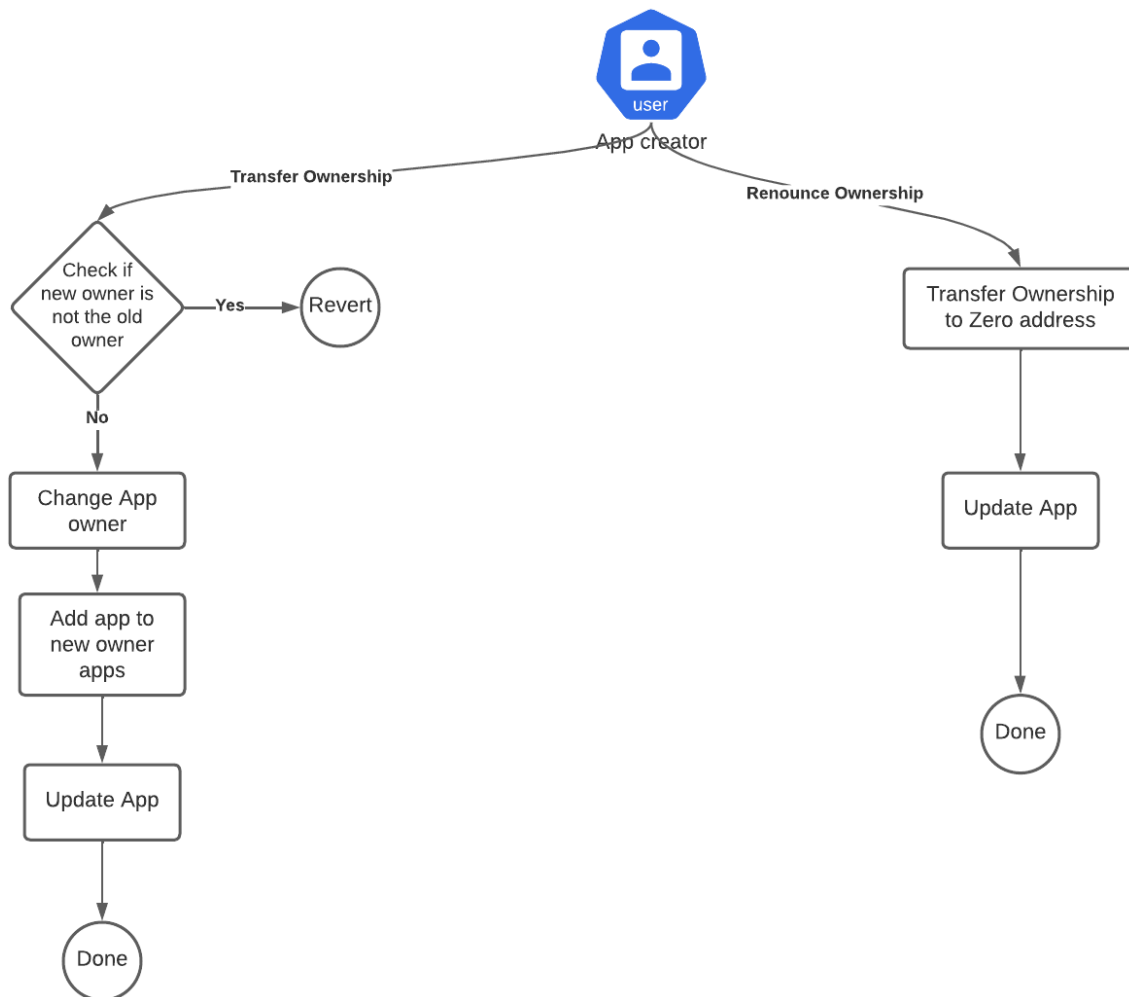 user
App creator
Transfer Ownership
Renounce Ownership
Check if
new owner is
not the old
owner
Yes
Revert
Transfer Ownership
to Zero address
No
Change App
owner
Update App
Add app to
new owner
apps
Done
Update App
Done